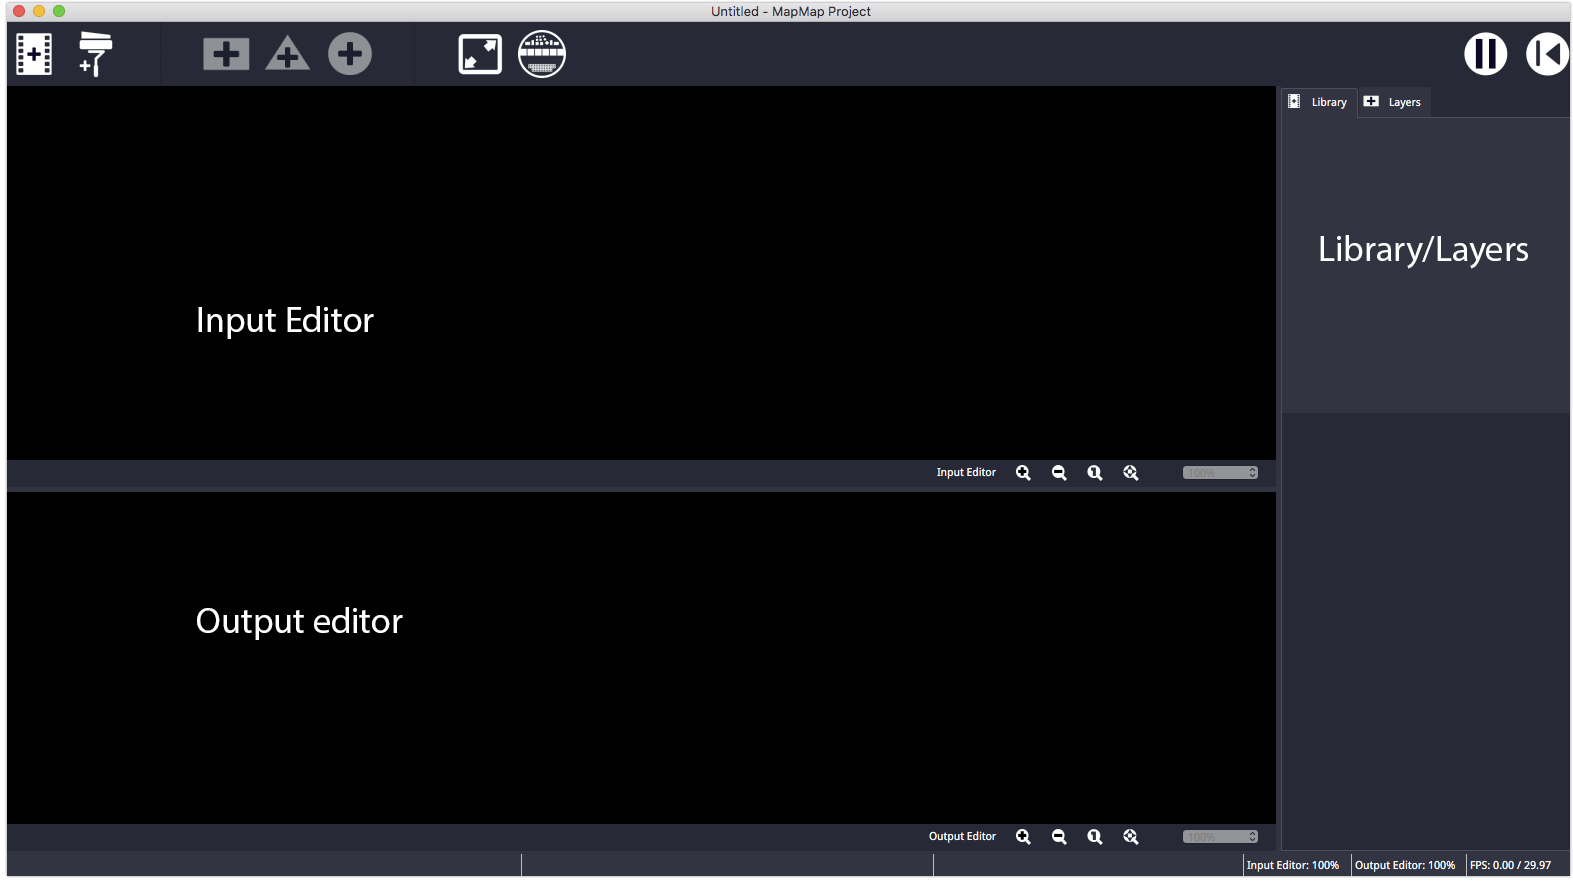 Untitled - MapMap Project
Library
Layers
Library/Layers
Input Editor
Input Editor
100%
Output editor
Output Editor
100%
Input Editor: 100%
Output Editor: 100%
FPS: 0.00 / 29.97